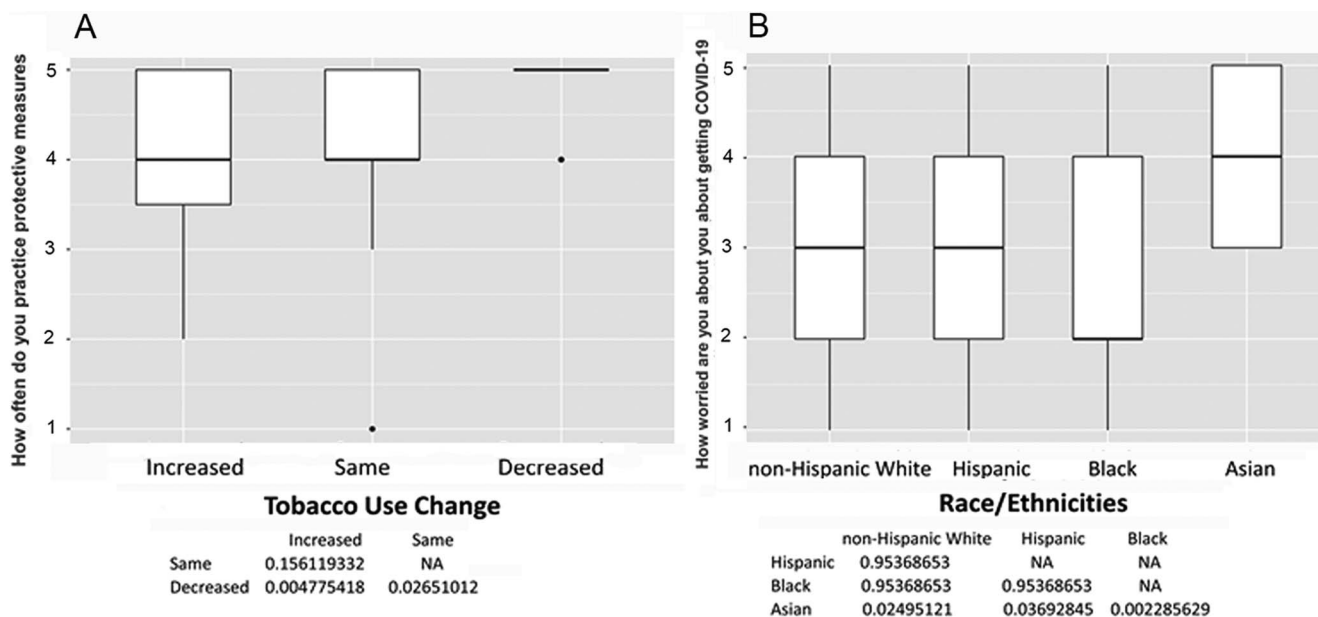 A
How often do you practice protective measures
5
4
3
2
1
Increased Same Decreased
Tobacco Use Change
Increased Same
Same 0.156119332 NA
Decreased 0.004775418 0.02651012
B
How worried are you about you about getting COVID-19
5
4
3
2
1
non-Hispanic White Hispanic Black Asian
Race/Ethnicities
non-Hispanic White Hispanic Black
Hispanic 0.95368653 NA NA
Black 0.95368653 0.95368653 NA
Asian 0.02495121 0.03692845 0.002285629